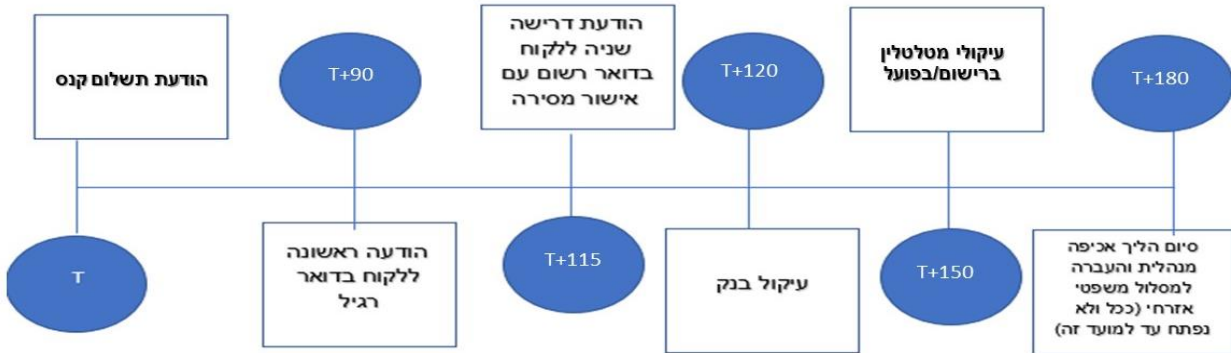 הודעת תשלום קנס
T
T+90
הודעה ראשונה
ללקוח בדואר
רגיל
הודעת דרישה
שניה ללקוח
בדואר רשום עם
אישור מסירה
T+115
T+120
עיקול בנק
עיקולי מטלטלין
ברישום/בפועל
T+150
T+180
סיום הליך אכיפה
מנהלית והעברה
למסלול משפטי
אזרחי (ככל ולא
נפתח עד למועד זה)